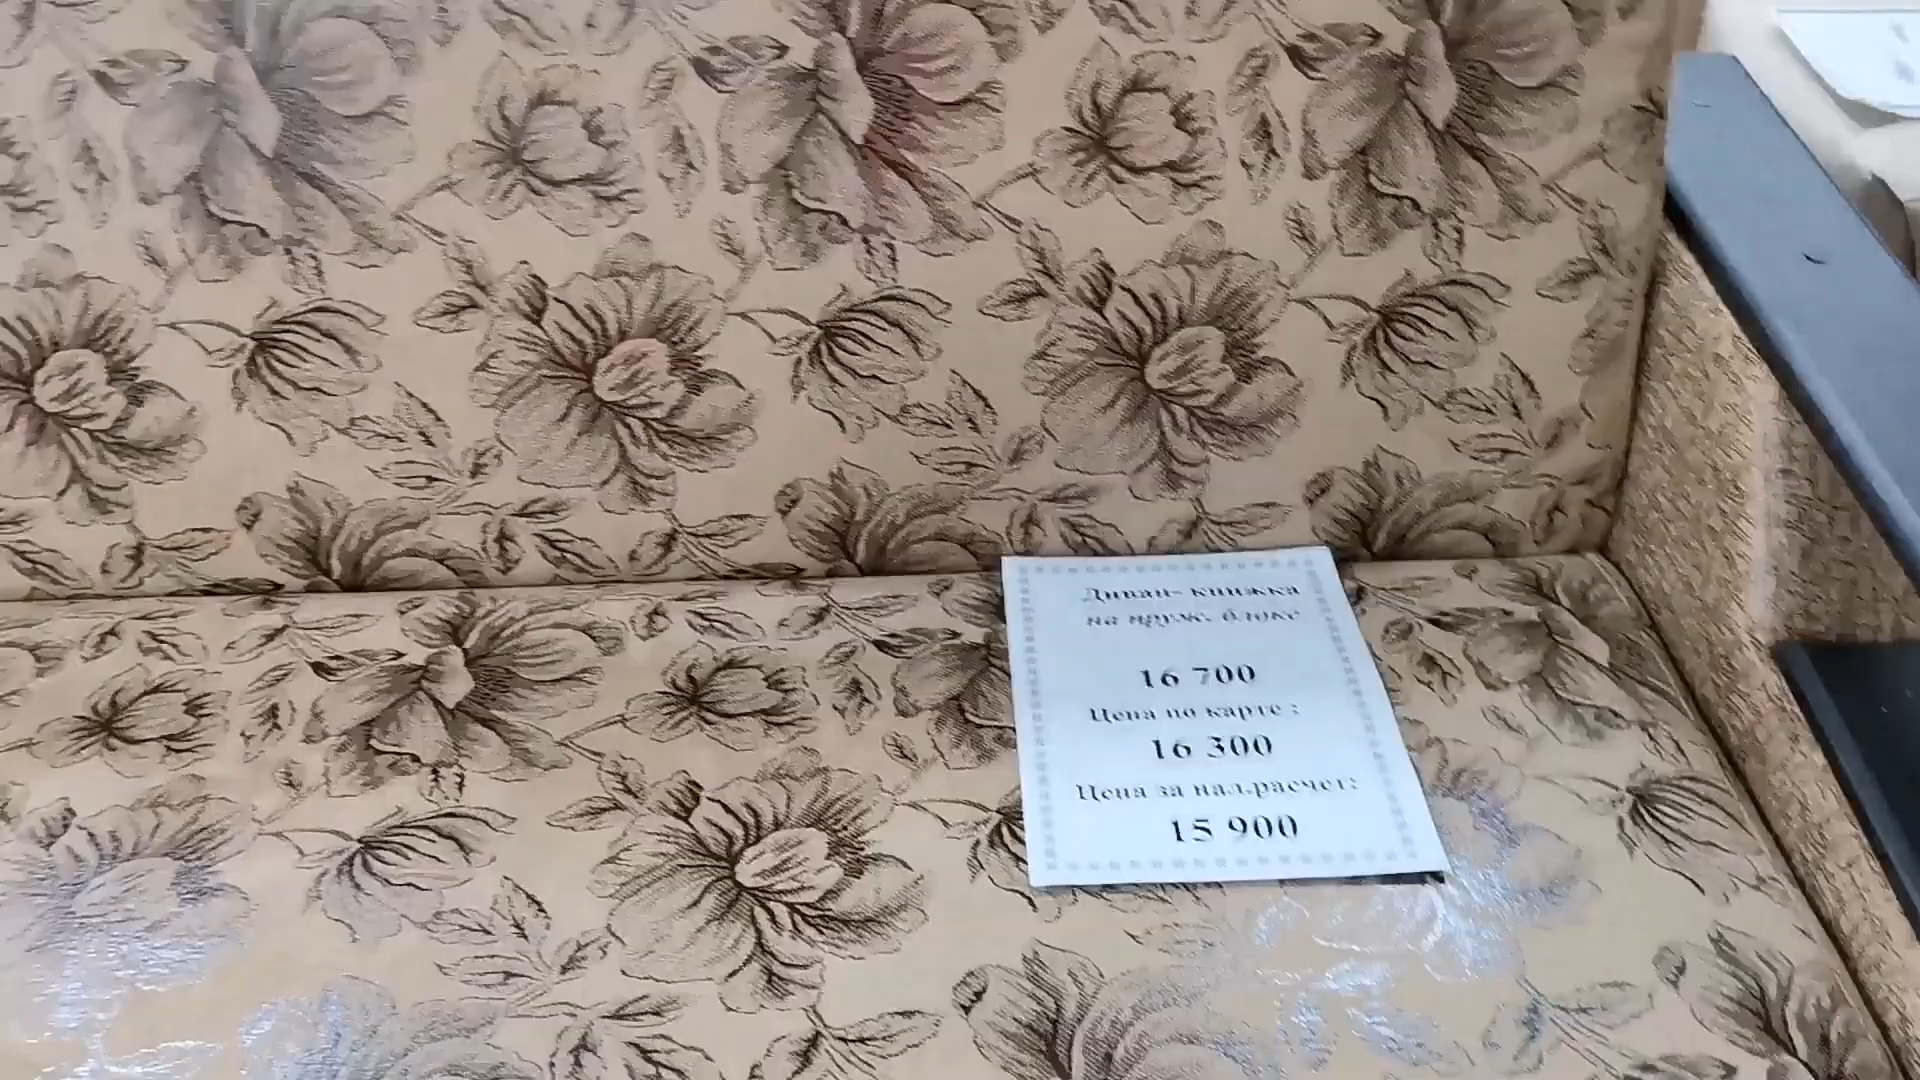 Диван- книжка
на пруж. блоке
16 700
Цена по карте :
16 300
Цена за нал.расчет:
15 900